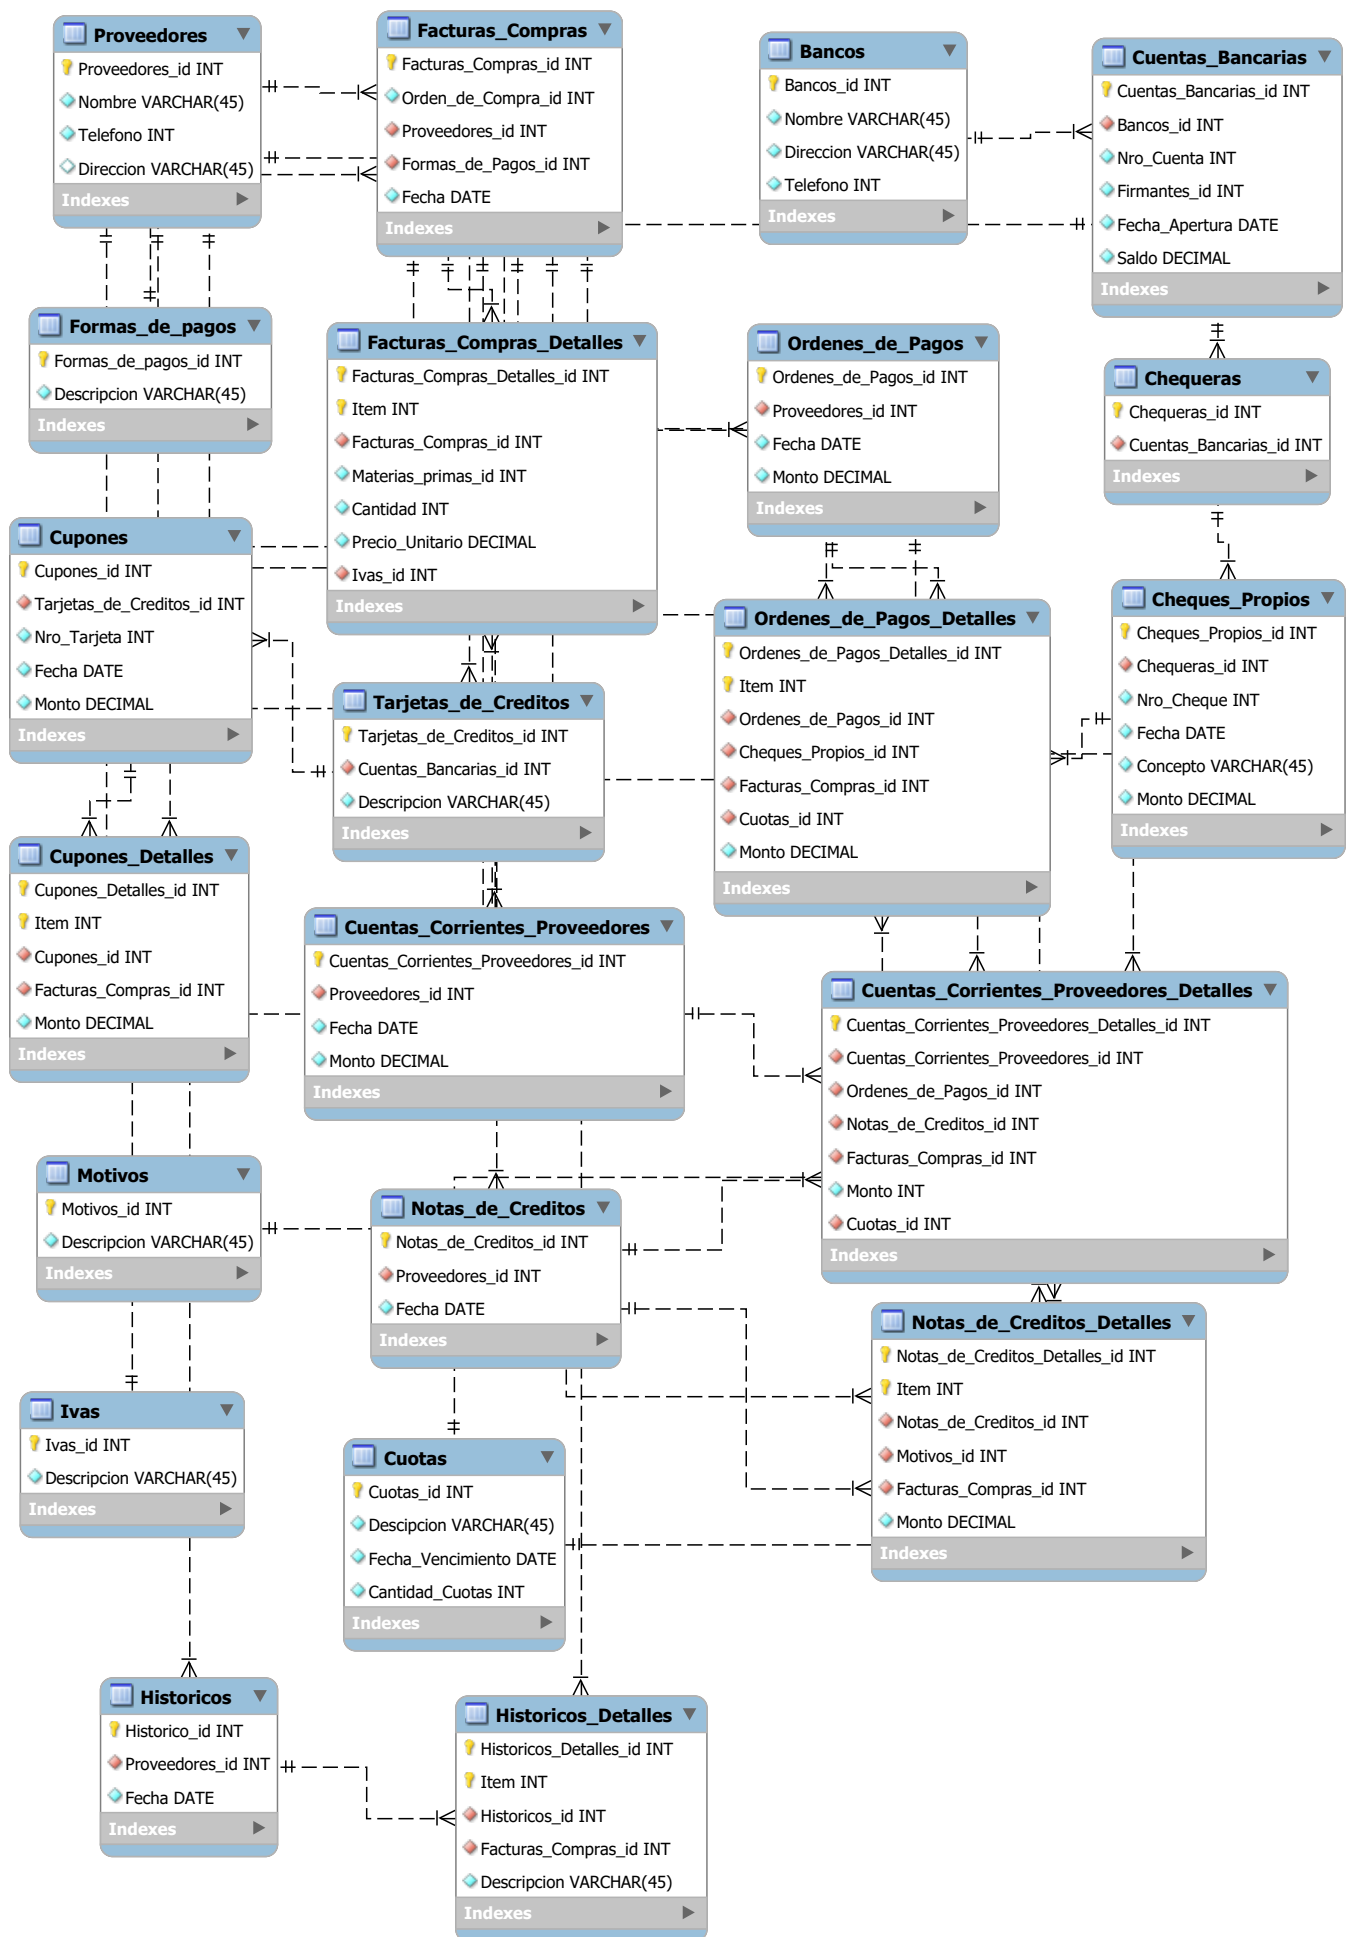 Proveedores
Proveedores_id INT
Nombre VARCHAR(45)
Telefono INT
Direccion VARCHAR(45)
Indexes
Facturas_Compras
Facturas_Compras_id INT
Orden_de_Compra_id INT
Proveedores_id INT
Formas_de_Pagos_id INT
Fecha DATE
Indexes
Bancos
Bancos_id INT
Nombre VARCHAR(45)
Direccion VARCHAR(45)
Telefono INT
Indexes
Cuentas_Bancarias
Cuentas_Bancarias_id INT
Bancos_id INT
Nro_Cuenta INT
Firmantes_id INT
Fecha_Apertura DATE
Saldo DECIMAL
Indexes
Formas_de_pagos
Formas_de_pagos_id INT
Descripcion VARCHAR(45)
Indexes
Facturas_Compras_Detalles
Facturas_Compras_Detalles_id INT
Item INT
Facturas_Compras_id INT
Materias_primas_id INT
Cantidad INT
Precio_Unitario DECIMAL
Ivas_id INT
Indexes
Ordenes_de_Pagos
Ordenes_de_Pagos_id INT
Proveedores_id INT
Fecha DATE
Monto DECIMAL
Indexes
Chequeras
Chequeras_id INT
Cuentas_Bancarias_id INT
Indexes
Cupones
Cupones_id INT
Tarjetas_de_Creditos_id INT
Nro_Tarjeta INT
Fecha DATE
Monto DECIMAL
Indexes
Tarjetas_de_Creditos
Tarjetas_de_Creditos_id INT
Cuentas_Bancarias_id INT
Descripcion VARCHAR(45)
Indexes
Ordenes_de_Pagos_Detalles
Ordenes_de_Pagos_Detalles_id INT
Item INT
Ordenes_de_Pagos_id INT
Cheques_Propios_id INT
Facturas_Compras_id INT
Cuotas_id INT
Monto DECIMAL
Indexes
Cheques_Propios
Cheques_Propios_id INT
Chequeras_id INT
Nro_Cheque INT
Fecha DATE
Concepto VARCHAR(45)
Monto DECIMAL
Indexes
Cupones_Detalles
Cupones_Detalles_id INT
Item INT
Cupones_id INT
Facturas_Compras_id INT
Monto DECIMAL
Indexes
Cuentas_Corrientes_Proveedores
Cuentas_Corrientes_Proveedores_id INT
Proveedores_id INT
Fecha DATE
Monto DECIMAL
Indexes
Cuentas_Corrientes_Proveedores_Detalles
Cuentas_Corrientes_Proveedores_Detalles_id INT
Cuentas_Corrientes_Proveedores_id INT
Ordenes_de_Pagos_id INT
Notas_de_Creditos_id INT
Facturas_Compras_id INT
Monto INT
Cuotas_id INT
Indexes
Motivos
Motivos_id INT
Descripcion VARCHAR(45)
Indexes
Notas_de_Creditos
Notas_de_Creditos_id INT
Proveedores_id INT
Fecha DATE
Indexes
Notas_de_Creditos_Detalles
Notas_de_Creditos_Detalles_id INT
Item INT
Notas_de_Creditos_id INT
Motivos_id INT
Facturas_Compras_id INT
Monto DECIMAL
Indexes
Ivas
Ivas_id INT
Descripcion VARCHAR(45)
Indexes
Cuotas
Cuotas_id INT
Descipcion VARCHAR(45)
Fecha_Vencimiento DATE
Cantidad_Cuotas INT
Indexes
Historicos
Historico_id INT
Proveedores_id INT
Fecha DATE
Indexes
Historicos_Detalles
Historicos_Detalles_id INT
Item INT
Historicos_id INT
Facturas_Compras_id INT
Descripcion VARCHAR(45)
Indexes